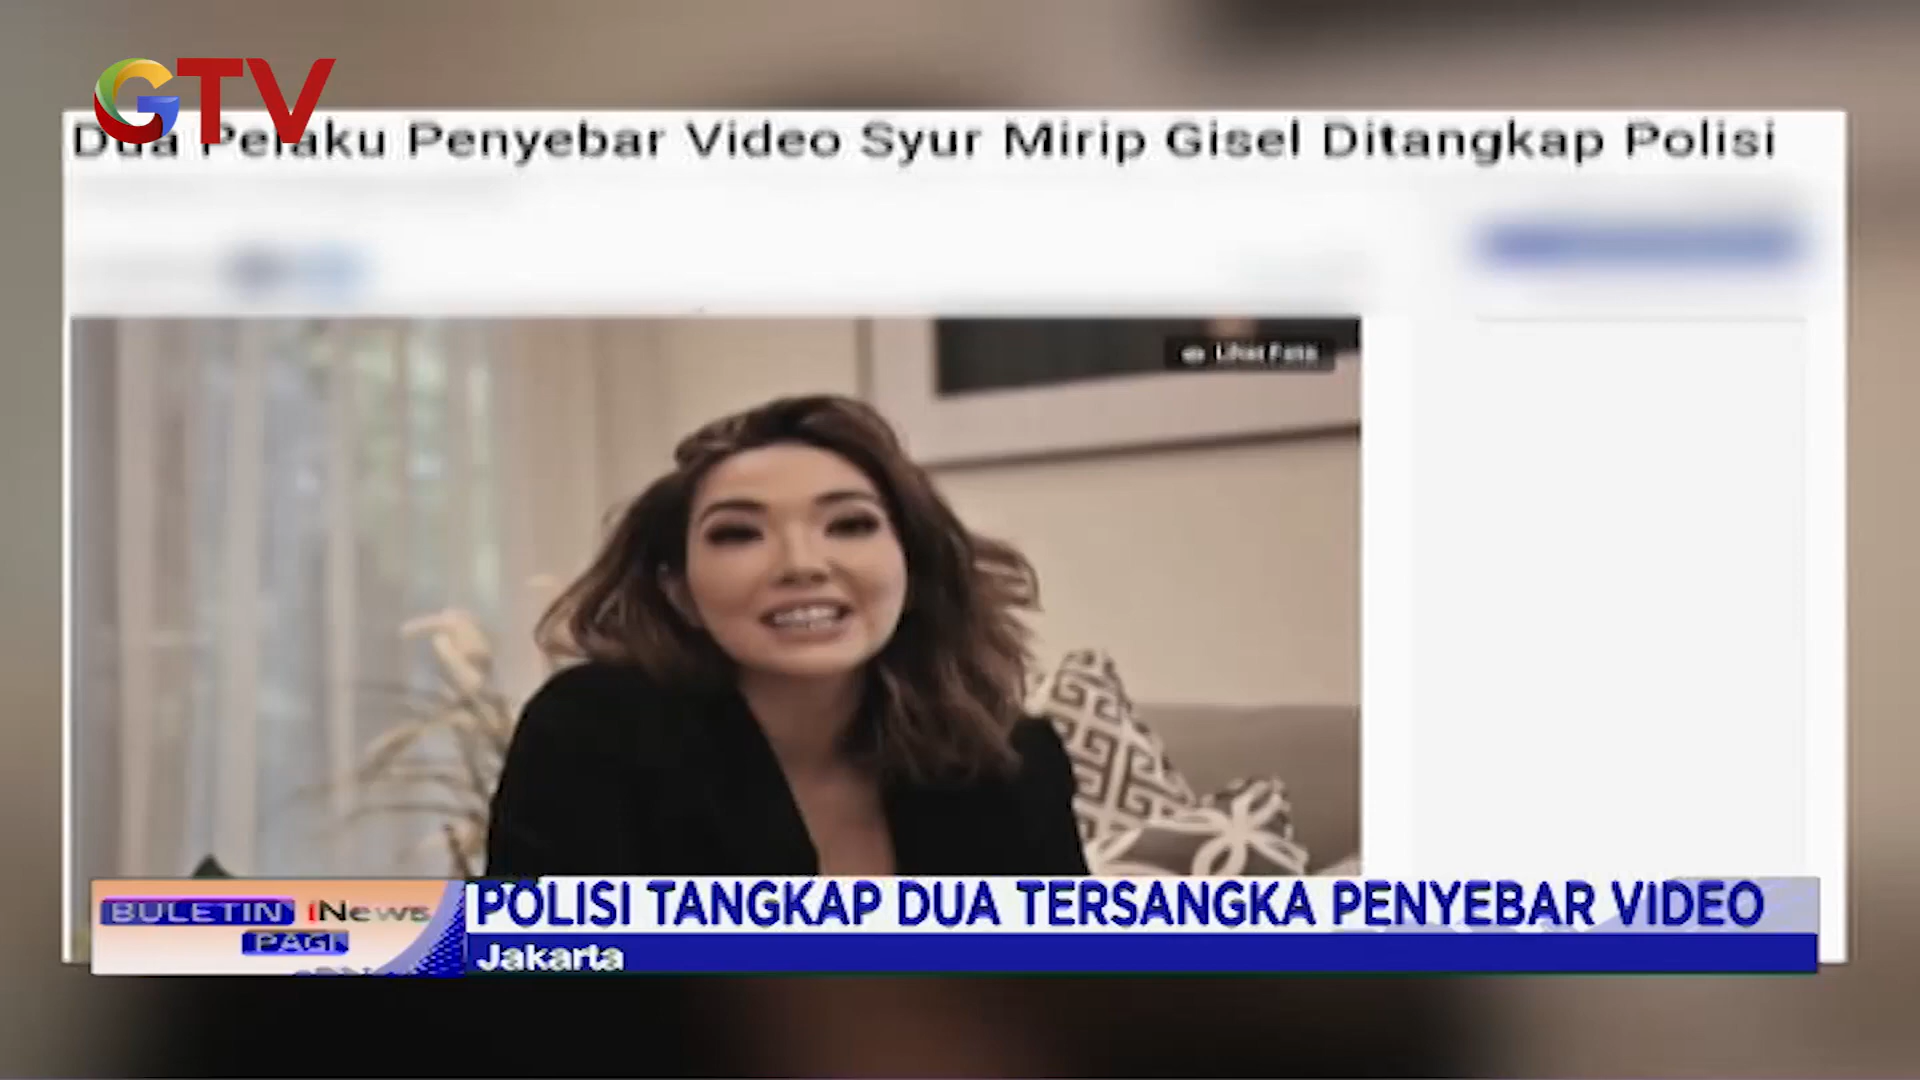 GTV
Dua Pelaku Penyebar Video Syur Mirip Gisel Ditangkap Polisi
Lihat Foto
POLISI TANGKAP DUA TERSANGKA PENYEBAR VIDEO
BULETIN iNews
PAGI
Jakarta